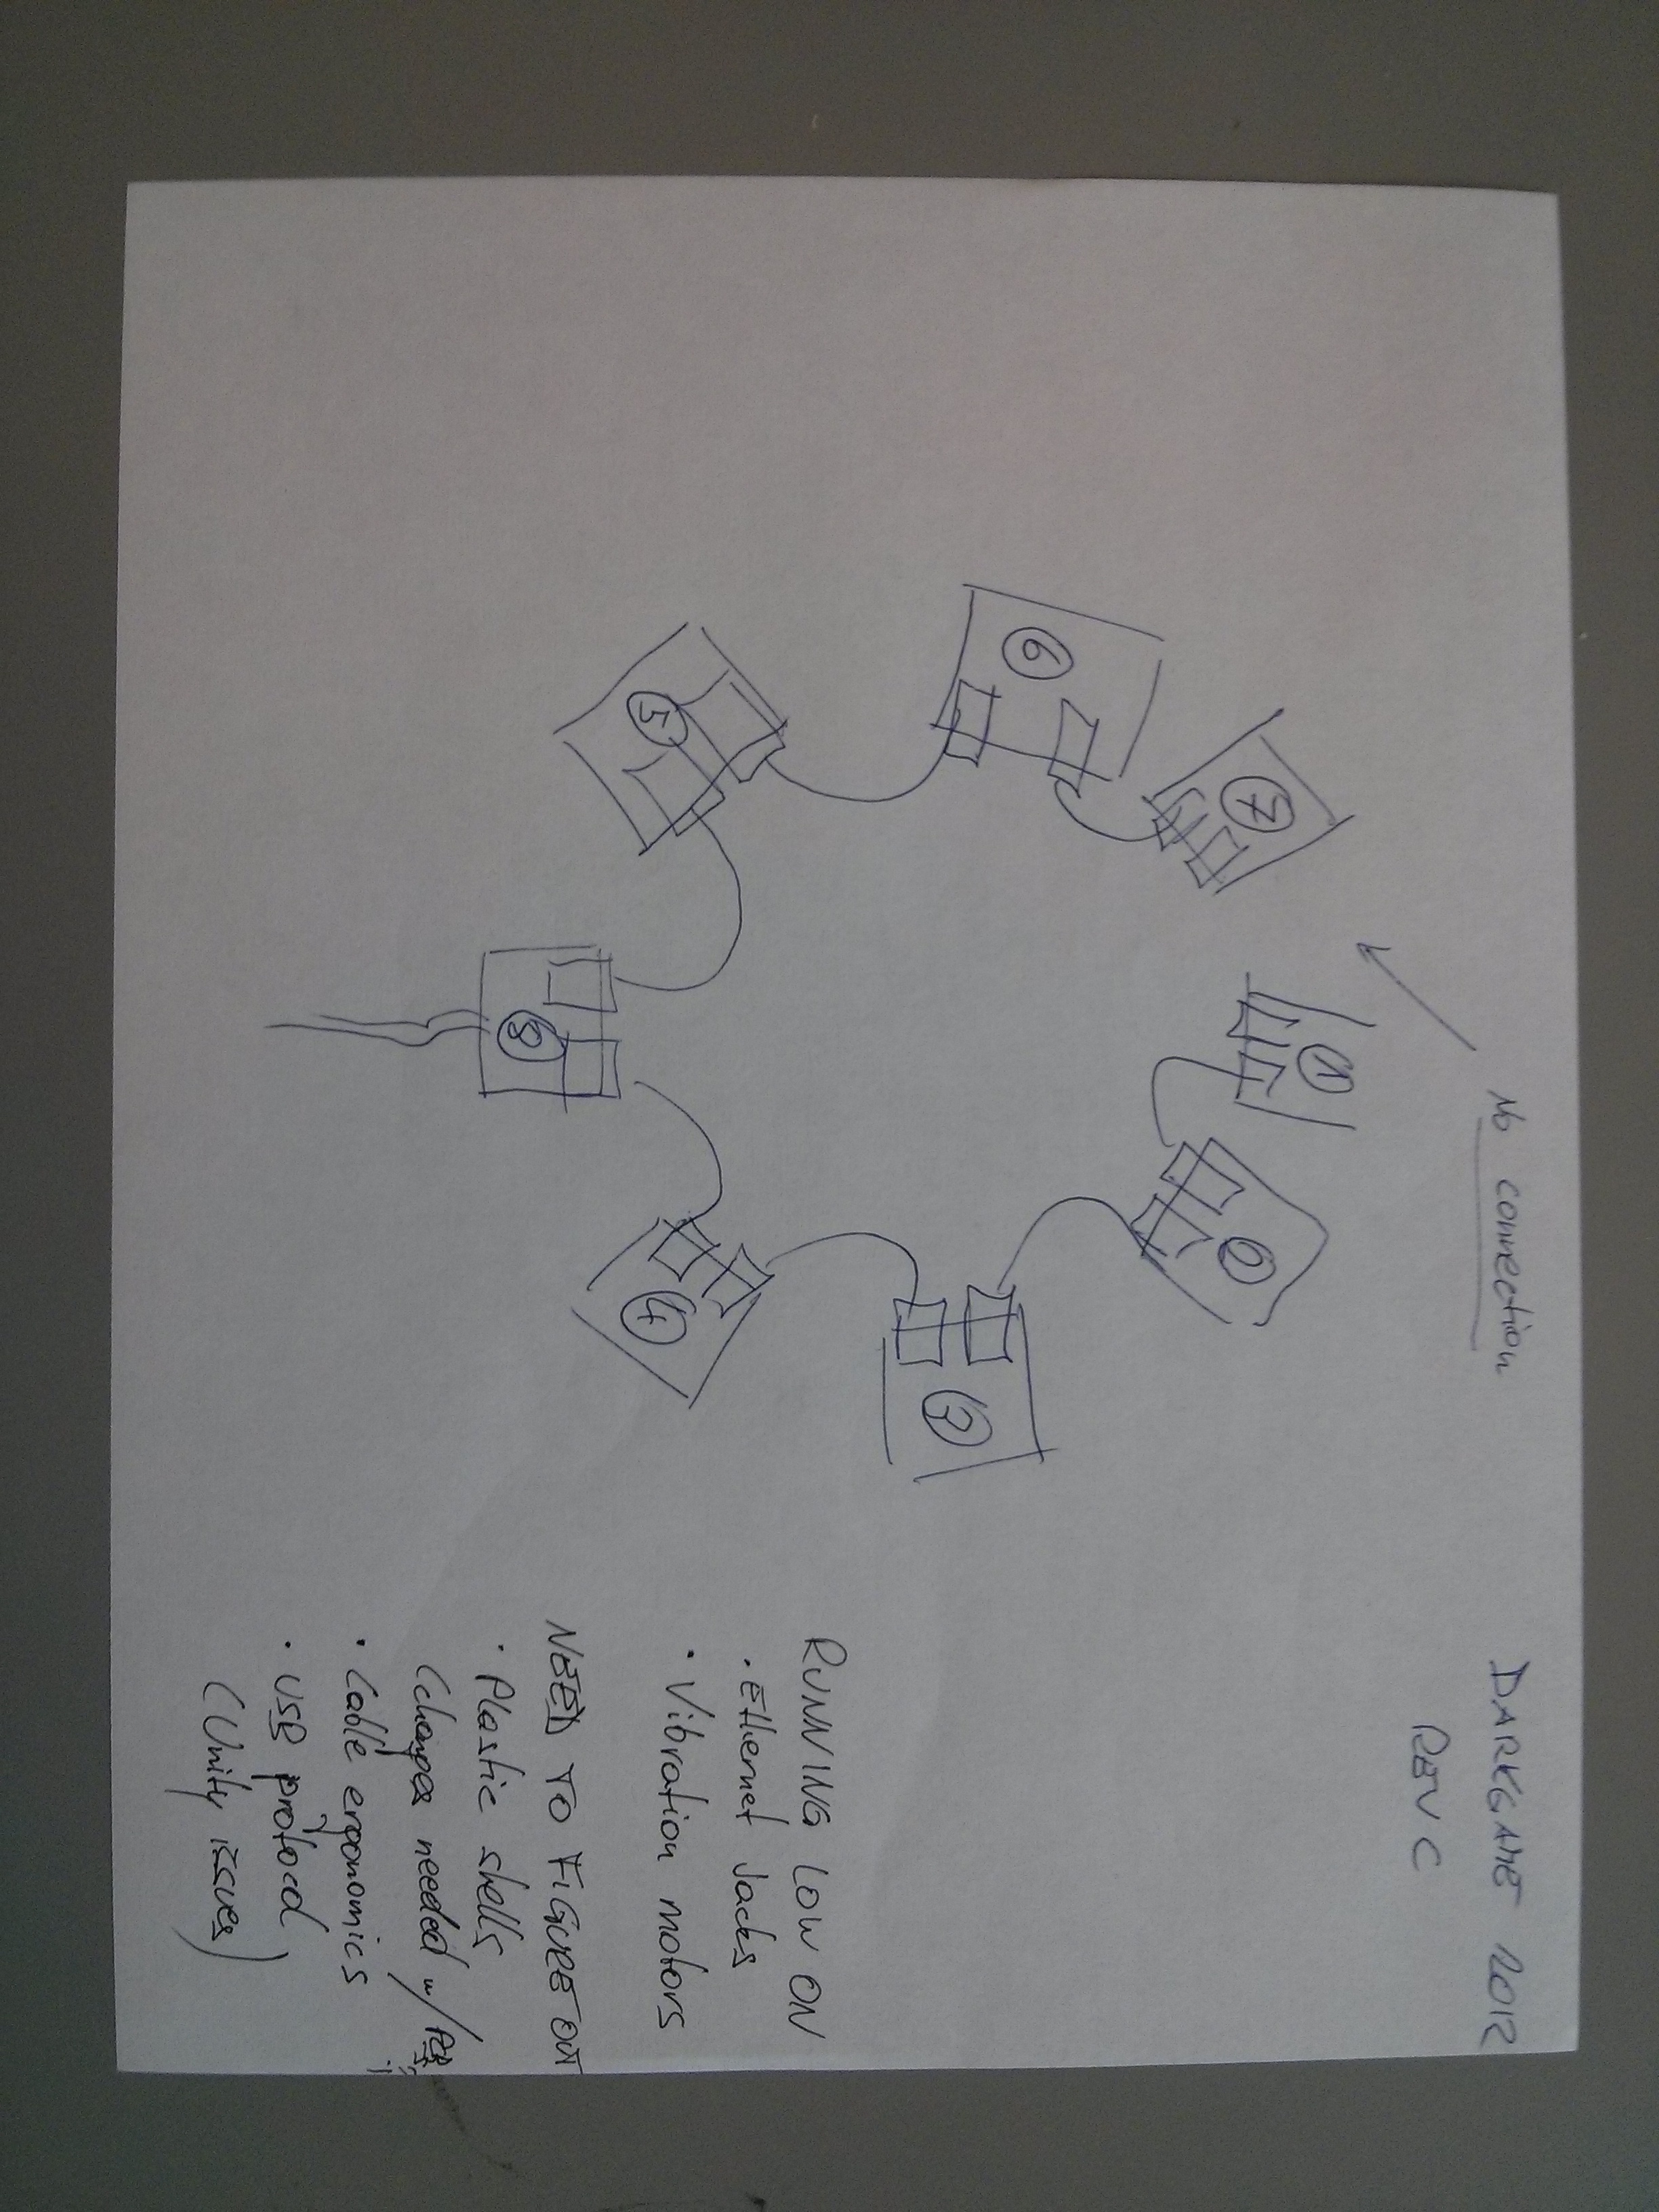 DARKGAME 2012
REV C
No connection
7
1
6
2
5
8
4
3
RUNNING LOW ON
· Ethernet Jacks
· Vibration motors
NEED TO FIGURE OUT
· Plastic shells
(changes needed w/
· Cable ergonomics
· USB protocol
(Unity issues)